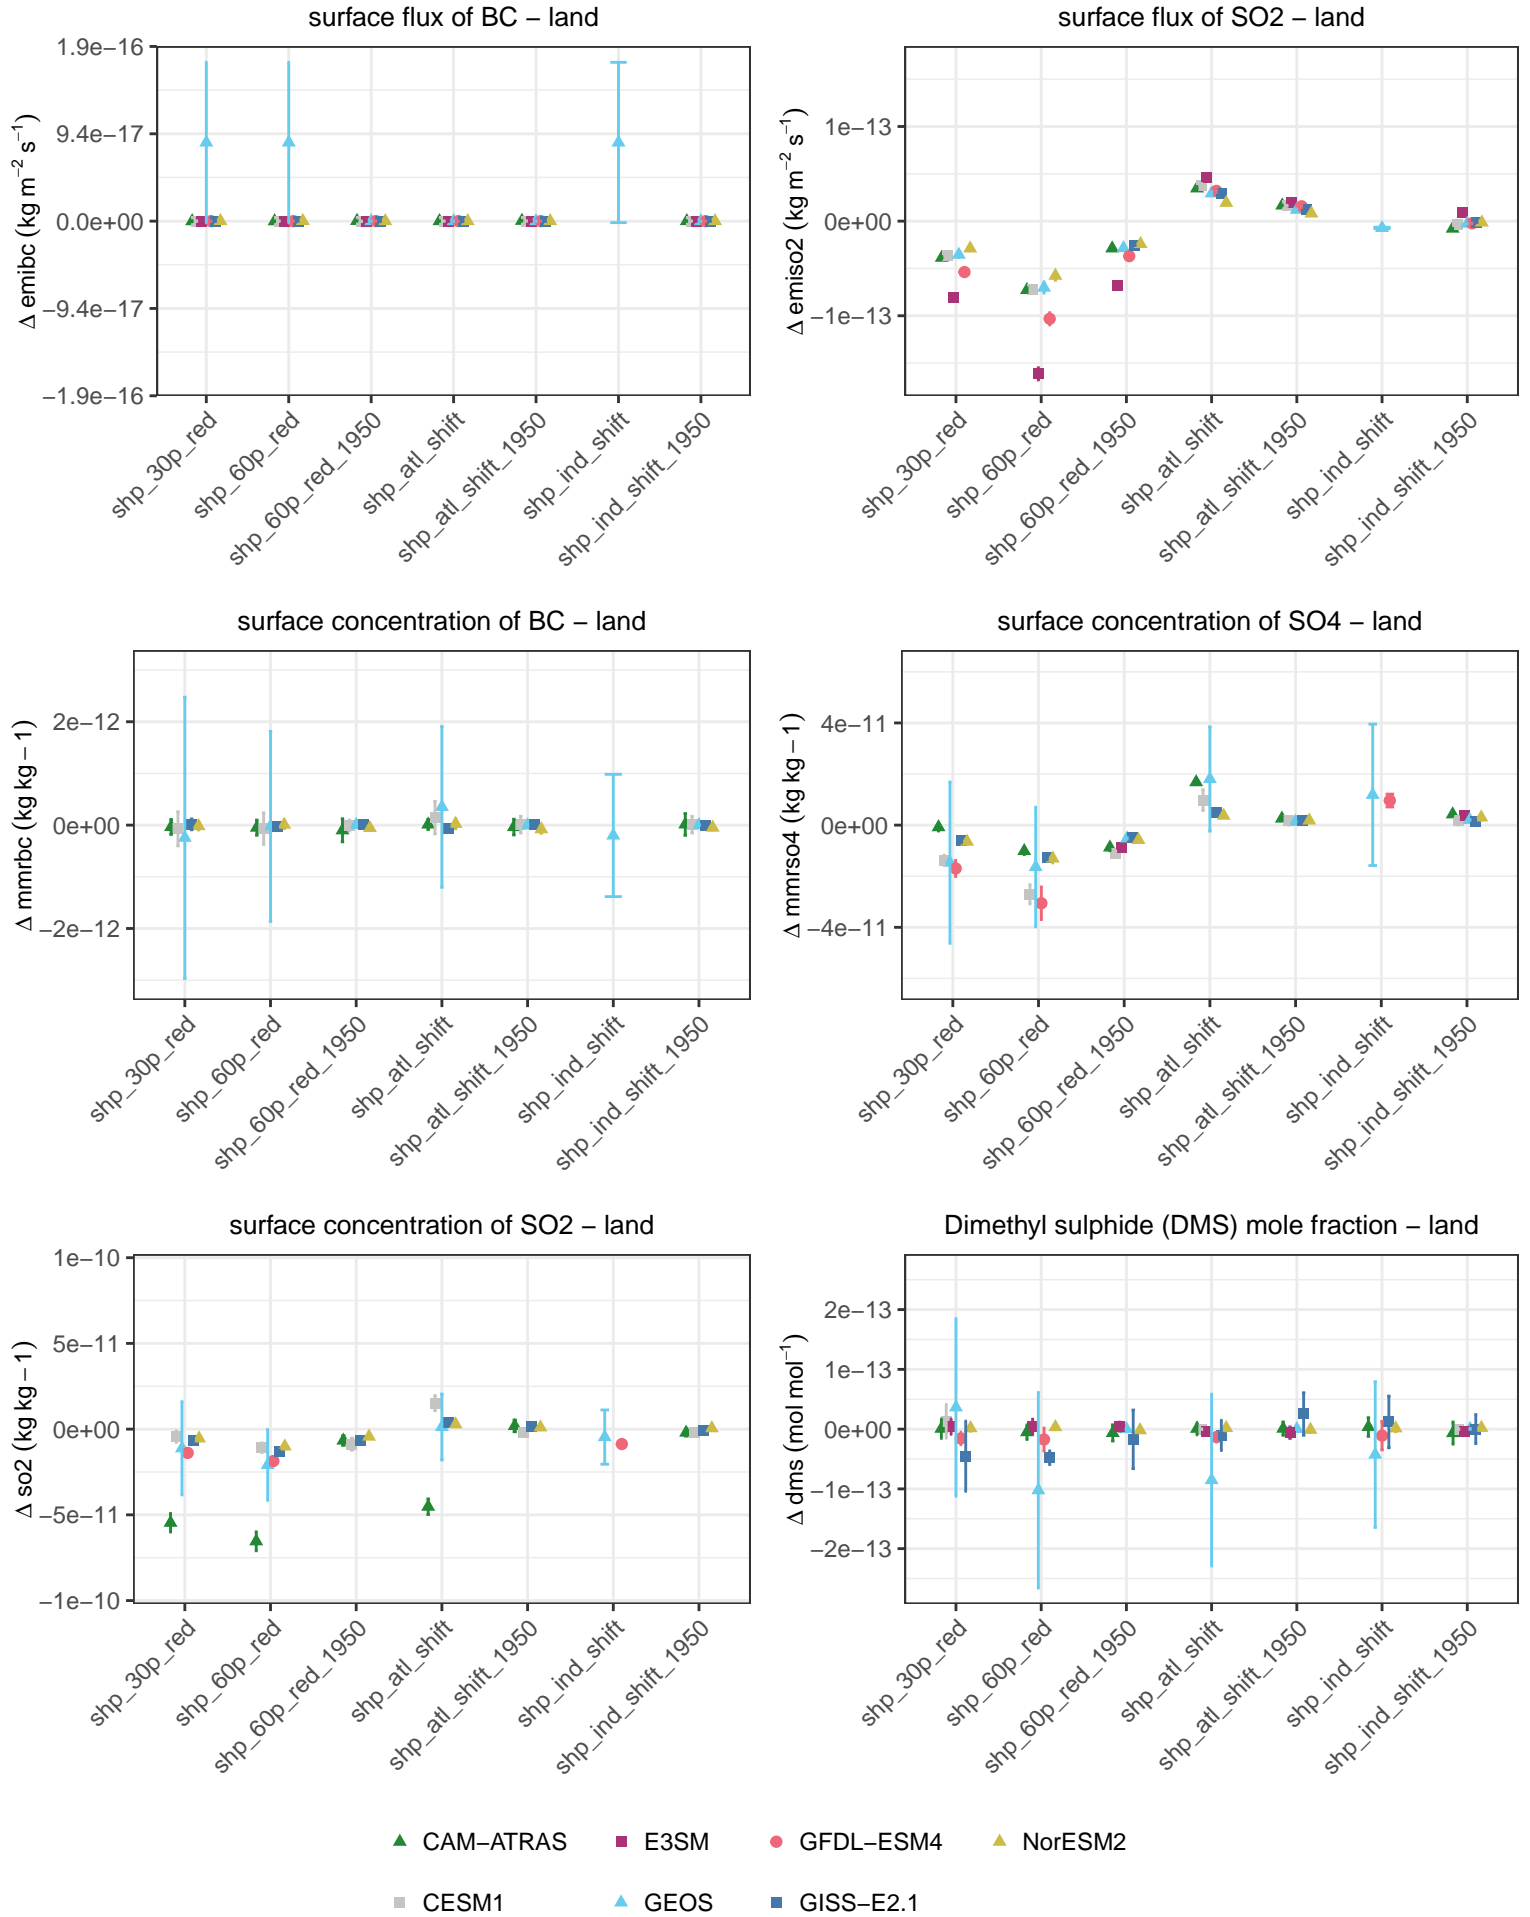 surface flux of BC – land
Δ emibc (kg m⁻² s⁻¹)
1.9e−16
9.4e−17
0.0e+00
−9.4e−17
−1.9e−16
shp_30p_red
shp_60p_red
shp_60p_red_1950
shp_atl_shift
shp_atl_shift_1950
shp_ind_shift
shp_ind_shift_1950
surface flux of SO2 – land
Δ emiso2 (kg m⁻² s⁻¹)
1e−13
0e+00
−1e−13
shp_30p_red
shp_60p_red
shp_60p_red_1950
shp_atl_shift
shp_atl_shift_1950
shp_ind_shift
shp_ind_shift_1950
surface concentration of BC – land
Δ mmrbc (kg kg − 1)
2e−12
0e+00
−2e−12
shp_30p_red
shp_60p_red
shp_60p_red_1950
shp_atl_shift
shp_atl_shift_1950
shp_ind_shift
shp_ind_shift_1950
surface concentration of SO4 – land
Δ mmrso4 (kg kg − 1)
4e−11
0e+00
−4e−11
shp_30p_red
shp_60p_red
shp_60p_red_1950
shp_atl_shift
shp_atl_shift_1950
shp_ind_shift
shp_ind_shift_1950
surface concentration of SO2 – land
Δ so2 (kg kg − 1)
1e−10
5e−11
0e+00
−5e−11
−1e−10
shp_30p_red
shp_60p_red
shp_60p_red_1950
shp_atl_shift
shp_atl_shift_1950
shp_ind_shift
shp_ind_shift_1950
Dimethyl sulphide (DMS) mole fraction – land
Δ dms (mol mol⁻¹)
2e−13
1e−13
0e+00
−1e−13
−2e−13
shp_30p_red
shp_60p_red
shp_60p_red_1950
shp_atl_shift
shp_atl_shift_1950
shp_ind_shift
shp_ind_shift_1950
CAM−ATRAS E3SM GFDL−ESM4 NorESM2
CESM1 GEOS GISS−E2.1